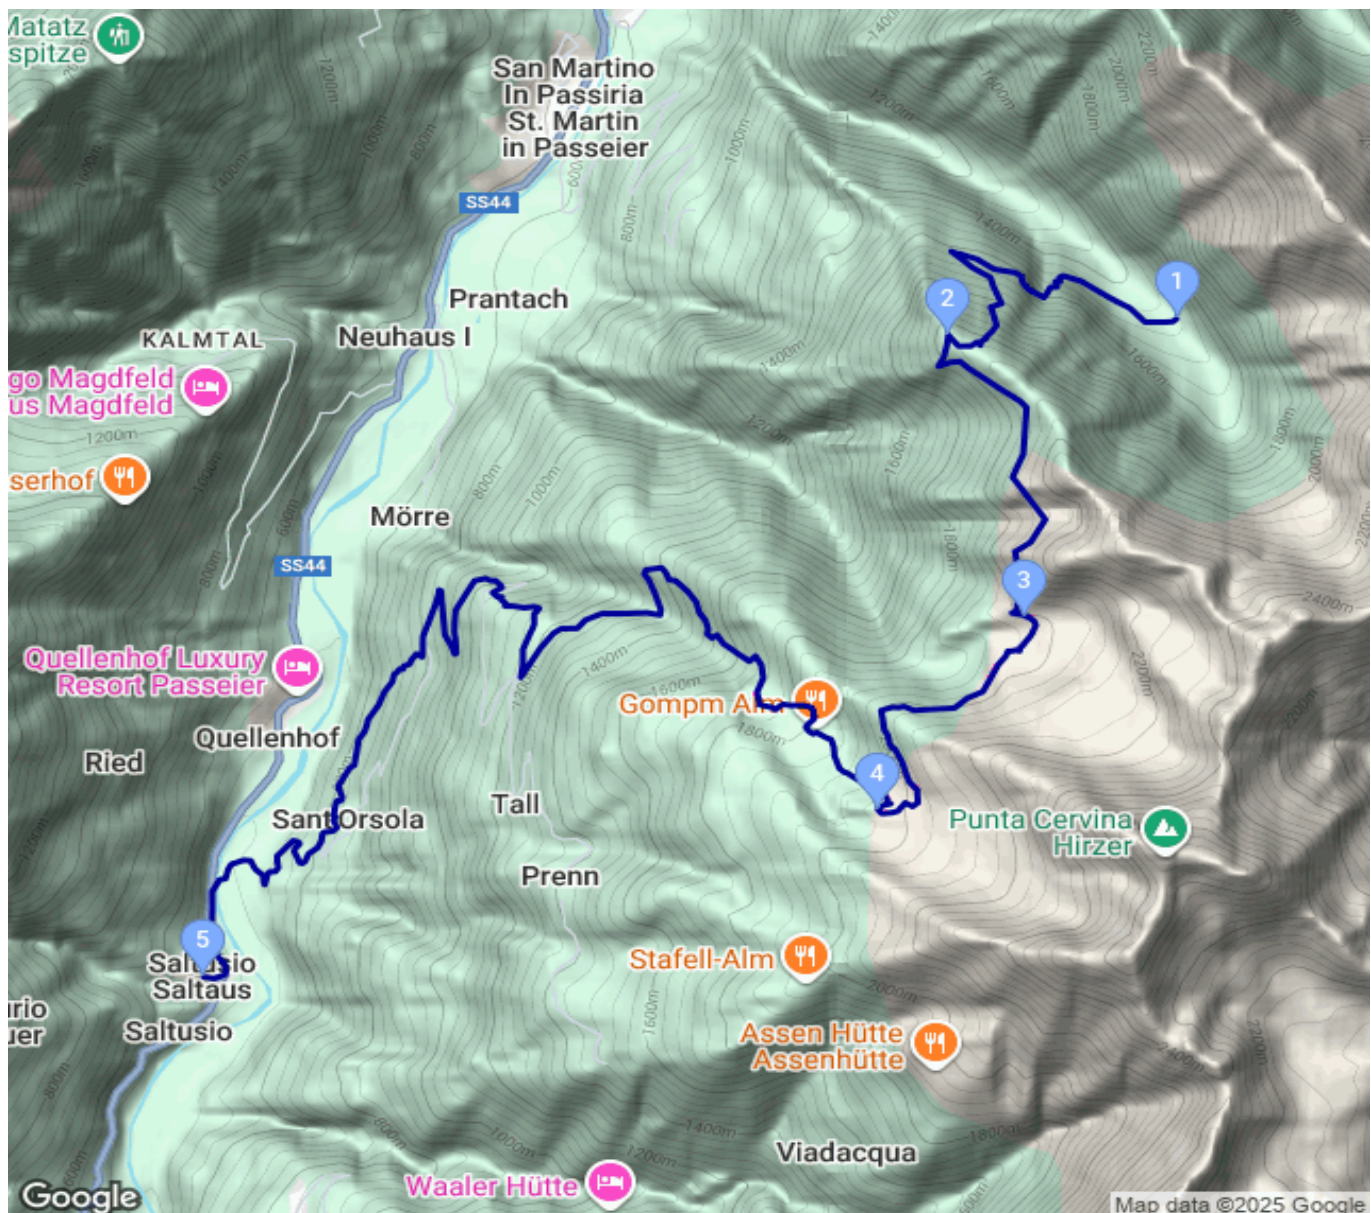 Matatz
spitze
San Martino
In Passiria
St. Martin
in Passeier
SS44
1
2
Prantach
Neuhaus I
KALMTAL
go Magdfeld
us Magdfeld
1200m
serhof
Mörre
SS44
3
Quellenhof Luxury
Resort Passeier
Gompm Alm
Quellenhof
Ried
4
Tall
Sant'Orsola
Punta Cervina
Hirzer
Prenn
5
Saltusio
Saltaus
Stafell-Alm
urio
uer
Saltusio
Assen Hütte
Assenhütte
Viadacqua
Waaler Hütte
Google
Map data ©2025 Google